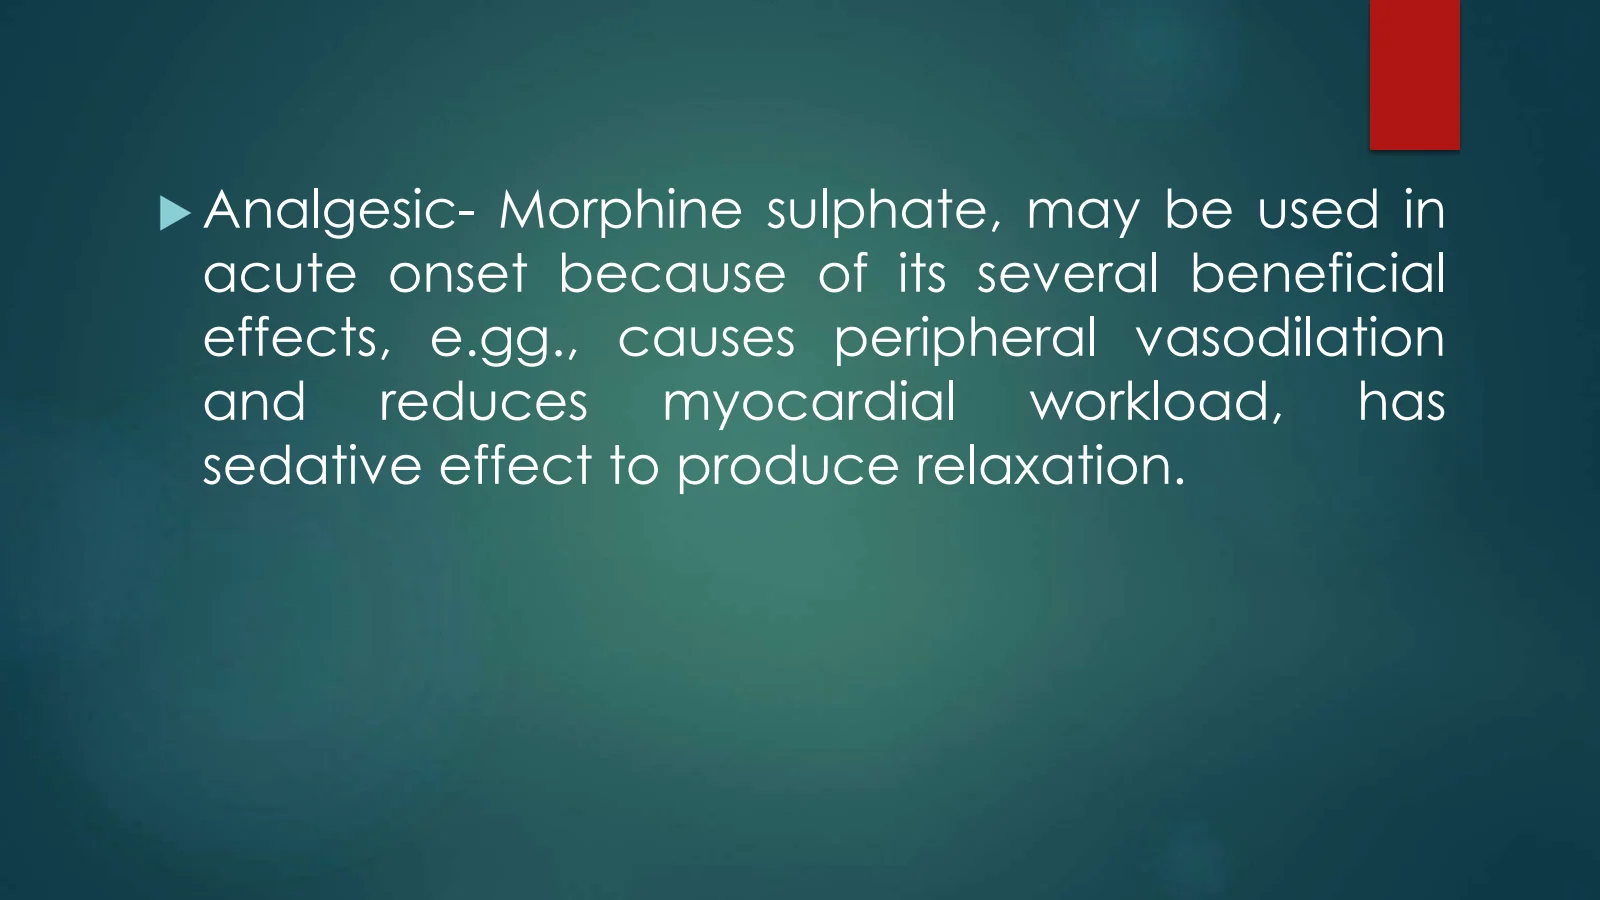 Analgesic- Morphine sulphate, may be used in
acute onset because of its several beneficial
effects, e.gg., causes peripheral vasodilation
and reduces myocardial workload, has
sedative effect to produce relaxation.